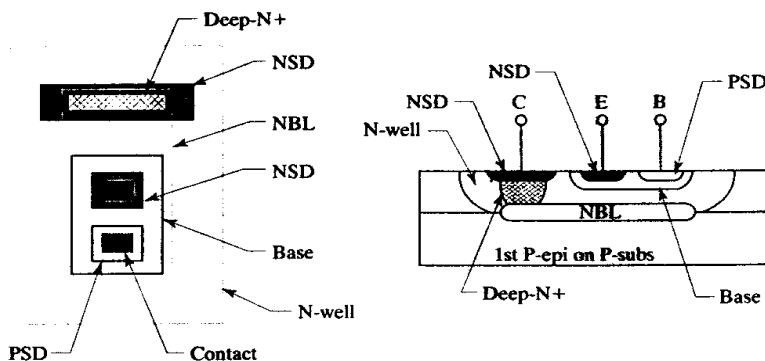 Deep-N+
NSD
NBL
NSD
Base
N-well
PSD
Contact
NSD
PSD
NSD
C
E
B
N-well
NBL
1st P-epi on P-subs
Deep-N+
Base